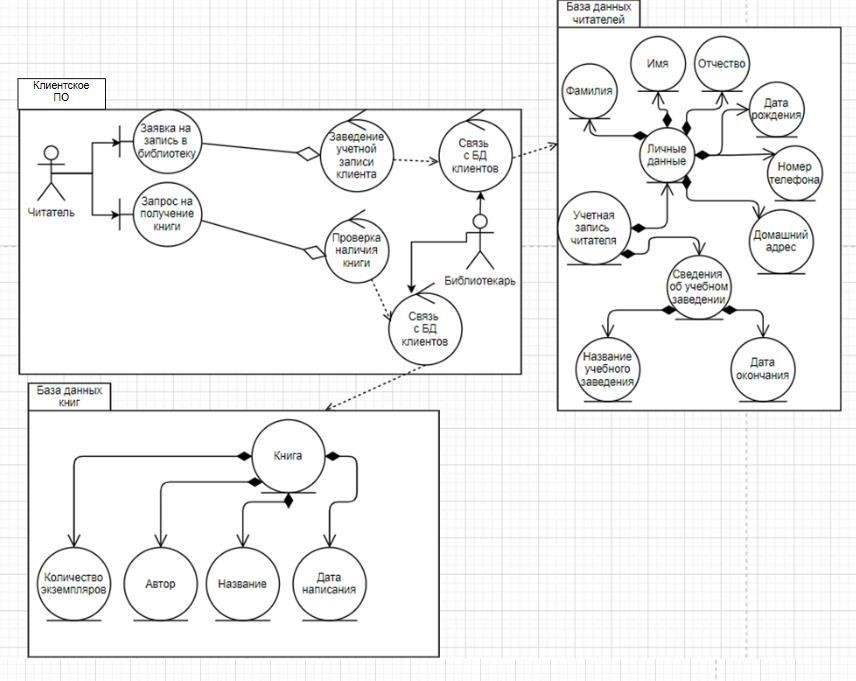 База данных
читателей
Клиентское
ПО
Заявка на
запись в
библиотеку
Заведение
учетной
записи
клиента
Связь
с БД
клиентов
Читатель
Запрос на
получение
книги
Проверка
наличия
книги
Библиотекарь
Связь
с БД
клиентов
Фамилия
Имя
Отчество
Дата
рождения
Личные
данные
Номер
телефона
Учетная
запись
читателя
Домашний
адрес
Сведения
об учебном
заведении
Название
учебного
заведения
Дата
окончания
База данных
книг
Книга
Количество
экземпляров
Автор
Название
Дата
написания